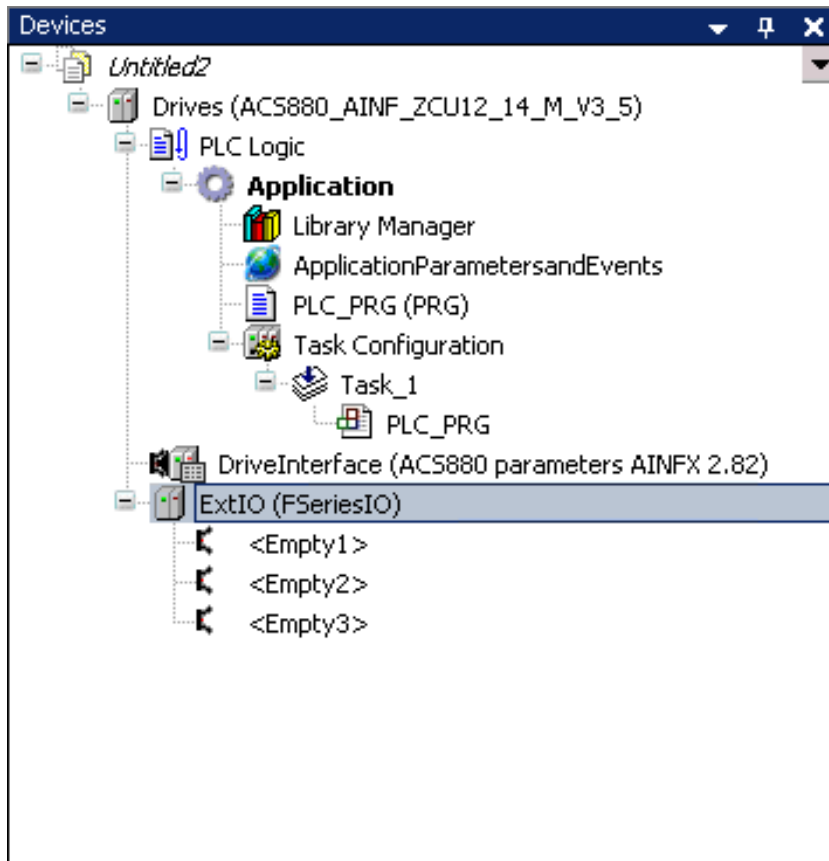 Devices
Untitled2
Drives (ACS880_AINF_ZCU12_14_M_V3_5)
PLC Logic
Application
Library Manager
ApplicationParametersandEvents
PLC_PRG (PRG)
Task Configuration
Task_1
PLC_PRG
DriveInterface (ACS880 parameters AINFX 2.82)
ExtIO (FSeriesIO)
<Empty1>
<Empty2>
<Empty3>